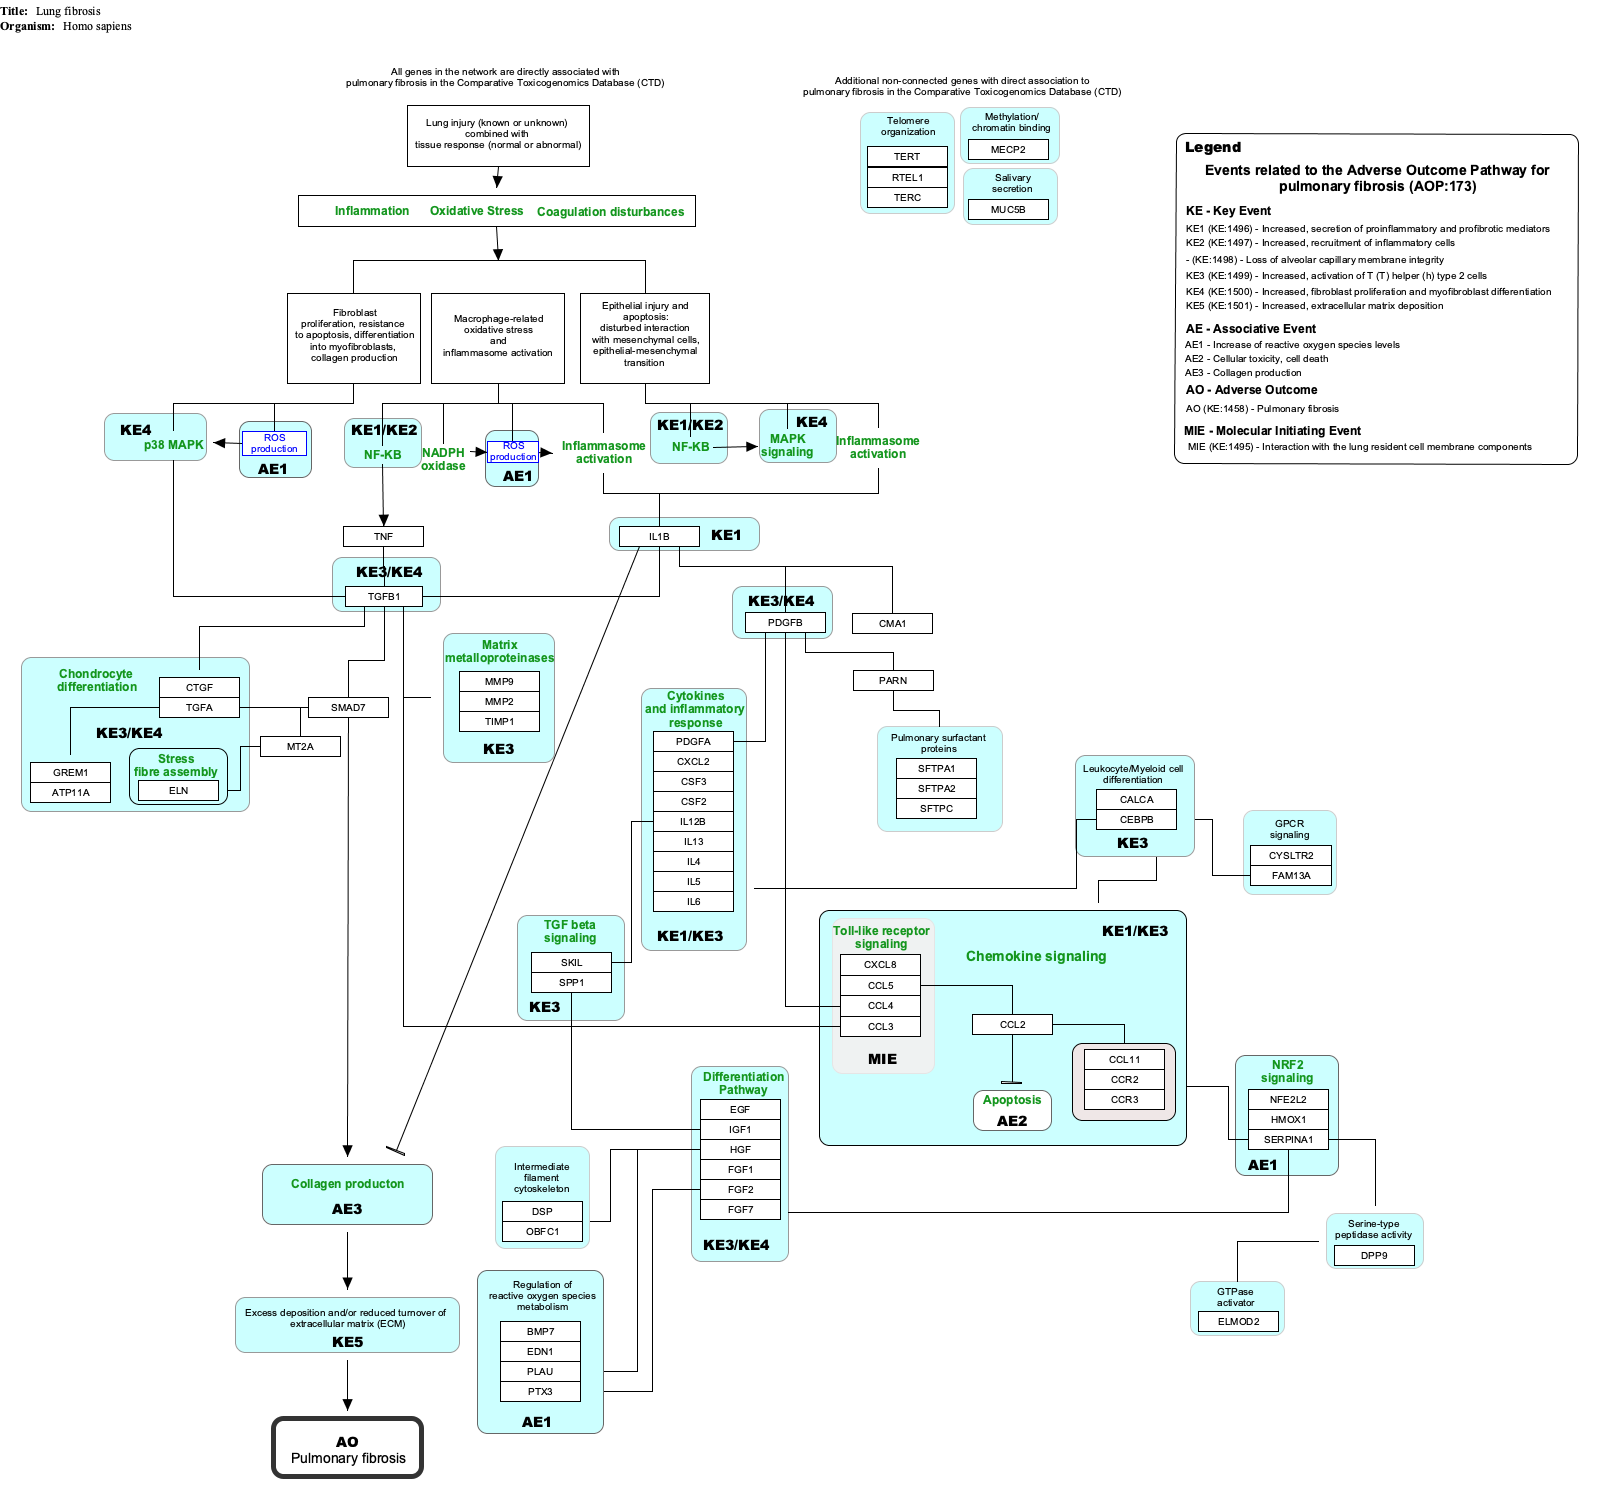 Title: Lung fibrosis
Organism: Homo sapiens
All genes in the network are directly associated with
pulmonary fibrosis in the Comparative Toxicogenomics Database (CTD)
Additional non-connected genes with direct association to
pulmonary fibrosis in the Comparative Toxicogenomics Database (CTD)
Lung injury (known or unknown)
combined with
tissue response (normal or abnormal)
Telomere
organization
TERT
RTEL1
TERC
Methylation/
chromatin binding
MECP2
Salivary
secretion
MUC5B
Legend
Events related to the Adverse Outcome Pathway for
pulmonary fibrosis (AOP:173)
KE - Key Event
KE1 (KE:1496) - Increased, secretion of proinflammatory and profibrotic mediators
KE2 (KE:1497) - Increased, recruitment of inflammatory cells
- (KE:1498) - Loss of alveolar capillary membrane integrity
KE3 (KE:1499) - Increased, activation of T (T) helper (h) type 2 cells
KE4 (KE:1500) - Increased, fibroblast proliferation and myofibroblast differentiation
KE5 (KE:1501) - Increased, extracellular matrix deposition
AE - Associative Event
AE1 - Increase of reactive oxygen species levels
AE2 - Cellular toxicity, cell death
AE3 - Collagen production
AO - Adverse Outcome
AO (KE:1458) - Pulmonary fibrosis
MIE - Molecular Initiating Event
MIE (KE:1495) - Interaction with the lung resident cell membrane components
Inflammation Oxidative Stress Coagulation disturbances
Fibroblast
proliferation, resistance
to apoptosis, differentiation
into myofibroblasts,
collagen production
Macrophage-related
oxidative stress
and
inflammasome activation
Epithelial injury and
apoptosis:
disturbed interaction
with mesenchymal cells,
epithelial-mesenchymal
transition
KE4
p38 MAPK
ROS
production
AE1
KE1/KE2
NF-KB
NADPH
oxidase
ROS
production
AE1
Inflammasome
activation
KE1/KE2
NF-KB
KE4
MAPK
signaling
Inflammasome
activation
TNF
IL1B
KE1
KE3/KE4
TGFB1
KE3/KE4
PDGFB
CMA1
PARN
Matrix
metalloproteinases
MMP9
MMP2
TIMP1
KE3
Chondrocyte
differentiation
CTGF
TGFA
KE3/KE4
SMAD7
MT2A
GREM1
ATP11A
Stress
fibre assembly
ELN
Cytokines
and inflammatory
response
PDGFA
CXCL2
CSF3
CSF2
IL12B
IL13
IL4
IL5
IL6
KE1/KE3
Pulmonary surfactant
proteins
SFTPA1
SFTPA2
SFTPC
Leukocyte/Myeloid cell
differentiation
CALCA
CEBPB
KE3
GPCR
signaling
CYSLTR2
FAM13A
TGF beta
signaling
SKIL
SPP1
KE3
KE1/KE3
Toll-like receptor
signaling
Chemokine signaling
CXCL8
CCL5
CCL4
CCL3
MIE
CCL2
CCL11
CCR2
CCR3
Apoptosis
AE2
NRF2
signaling
NFE2L2
HMOX1
SERPINA1
AE1
Differentiation
Pathway
EGF
IGF1
HGF
FGF1
FGF2
FGF7
KE3/KE4
Intermediate
filament
cytoskeleton
DSP
OBFC1
Collagen producton
AE3
Serine-type
peptidase activity
DPP9
GTPase
activator
ELMOD2
Regulation of
reactive oxygen species
metabolism
BMP7
EDN1
PLAU
PTX3
AE1
Excess deposition and/or reduced turnover of
extracellular matrix (ECM)
KE5
AO
Pulmonary fibrosis